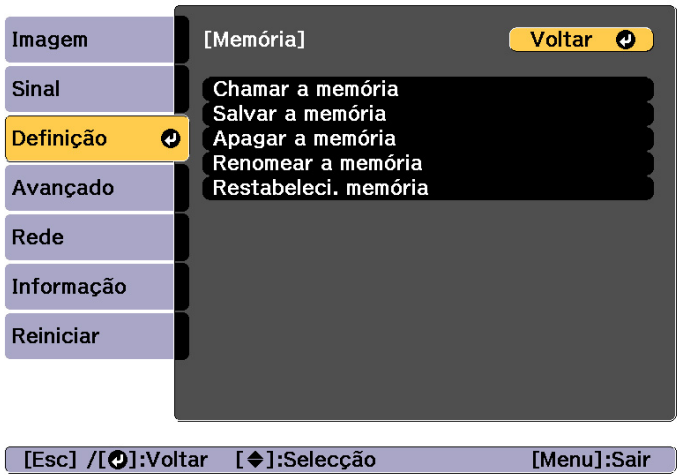 Imagem
Sinal
Definição
Avançado
Rede
Informação
Reiniciar
[Memória]
Voltar
Chamar a memória
Salvar a memória
Apagar a memória
Renomear a memória
Restabeleci. memória
[Esc] /[↵]:Voltar [◆]:Selecção [Menu]:Sair